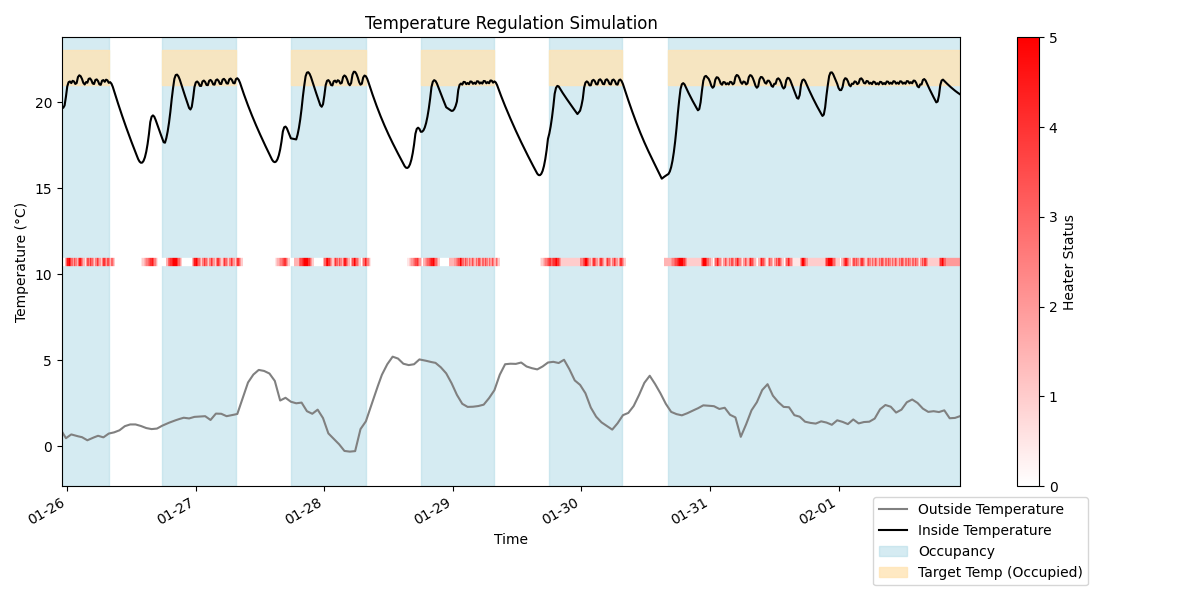 Temperature Regulation Simulation
Temperature (°C)
20
15
10
5
0
01-26
01-27
01-28
01-29
01-30
01-31
02-01
Time
5
4
3
2
1
0
Heater Status
Outside Temperature
Inside Temperature
Occupancy
Target Temp (Occupied)